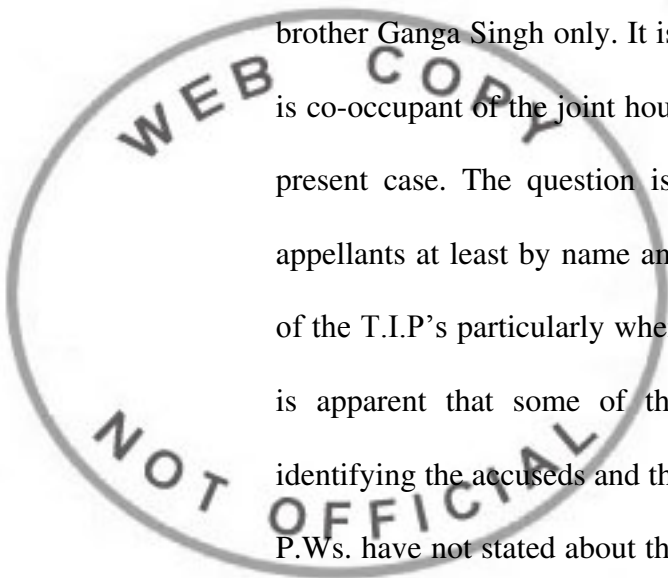 brother Ganga Singh only. It is
is co-occupant of the joint hou
present case. The question is
appellants at least by name an
of the T.I.P's particularly whe
is apparent that some of th
identifying the accuseds and th
P.Ws. have not stated about th
WEB COPY
NOT OFFICIAL